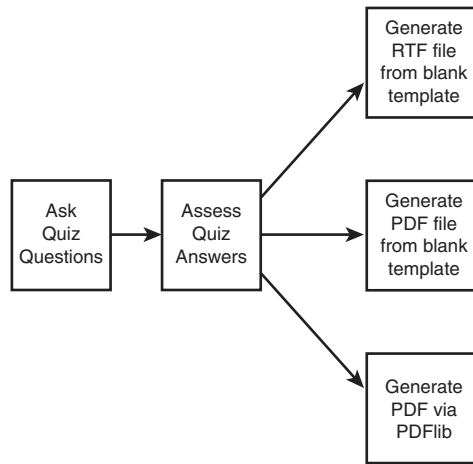 Ask
Quiz
Questions
Assess
Quiz
Answers
Generate
RTF file
from blank
template
Generate
PDF file
from blank
template
Generate
PDF via
PDFlib